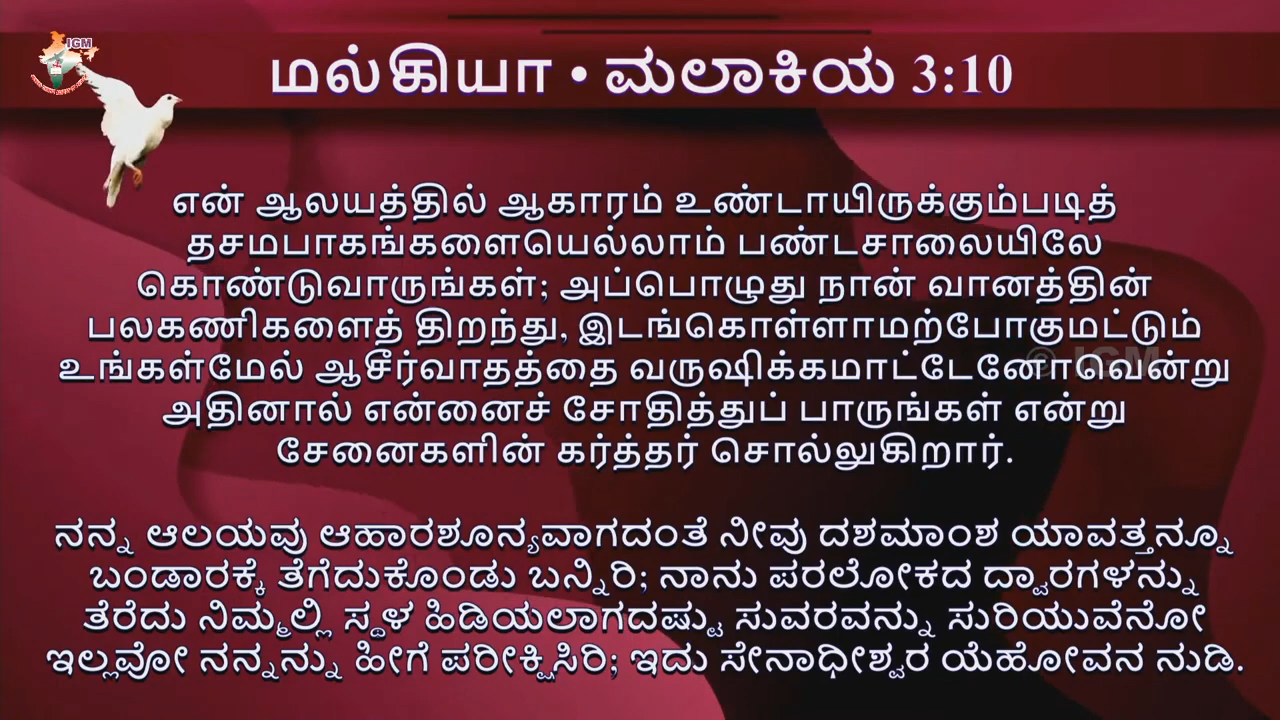 IGM
மல்கியா • ಮಲಾಕಿಯ 3:10
என் ஆலயத்தில் ஆகாரம் உண்டாயிருக்கும்படித்
தசமபாகங்களையெல்லாம் பண்டசாலையிலே
கொண்டுவாருங்கள்; அப்பொழுது நான் வானத்தின்
பலகணிகளைத் திறந்து, இடங்கொள்ளாமற்போகுமட்டும்
உங்கள்மேல் ஆசீர்வாதத்தை வருஷிக்கமாட்டேனோவென்று
அதினால் என்னைச் சோதித்துப் பாருங்கள் என்று
சேனைகளின் கர்த்தர் சொல்லுகிறார்.
© IGM
ನನ್ನ ಆಲಯವು ಆಹಾರಶೂನ್ಯವಾಗದಂತೆ ನೀವು ದಶಮಾಂಶ ಯಾವತ್ತನ್ನೂ
ಬಂಡಾರಕ್ಕೆ ತೆಗೆದುಕೊಂಡು ಬನ್ನಿರಿ; ನಾನು ಪರಲೋಕದ ದ್ವಾರಗಳನ್ನು
ತೆರೆದು ನಿಮ್ಮಲ್ಲಿ ಸ್ಥಳ ಹಿಡಿಯಲಾಗದಷ್ಟು ಸುವರವನ್ನು ಸುರಿಯುವೆನೋ
ಇಲ್ಲವೋ ನನ್ನನ್ನು ಹೀಗೆ ಪರೀಕ್ಷಿಸಿರಿ; ಇದು ಸೇನಾಧೀಶ್ವರ ಯೆಹೋವನ ನುಡಿ.